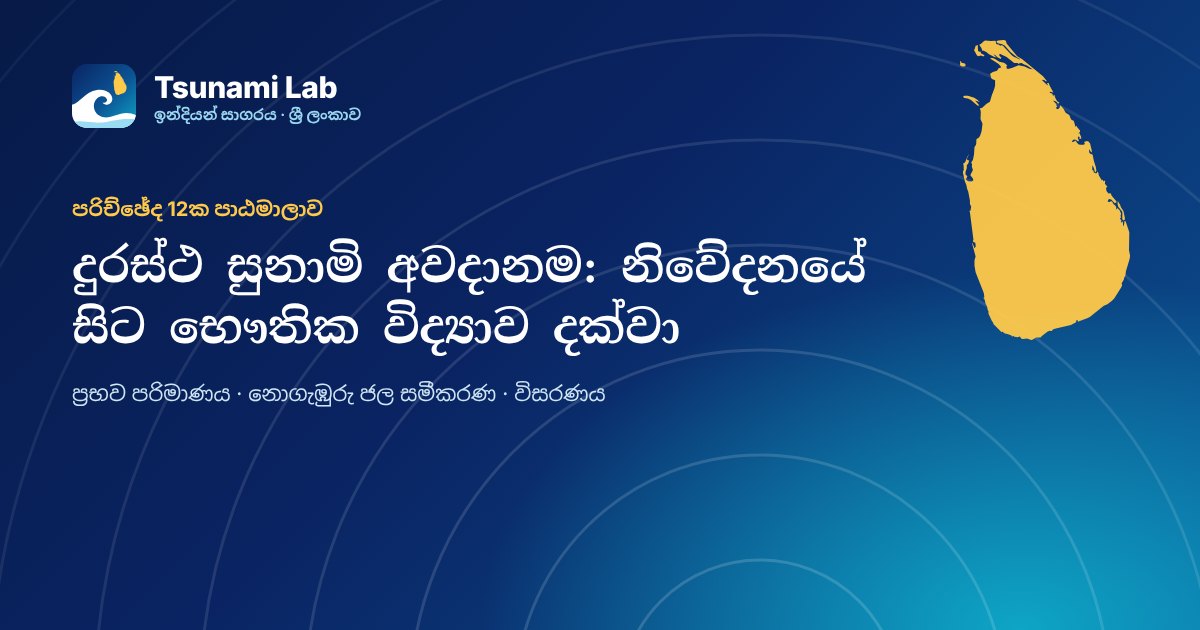 Tsunami Lab
ඉන්දියන් සාගරය · ශ්‍රී ලංකාව
පරිච්ඡේද 12ක පාඨමාලාව
දුරස්ථ සුනාමි අවදානම: නිවේදනයේ
සිට භෞතික විද්‍යාව දක්වා
ප්‍රභව පරිමාණය · නොගැඹුරු ජල සමීකරණ · විසරණය